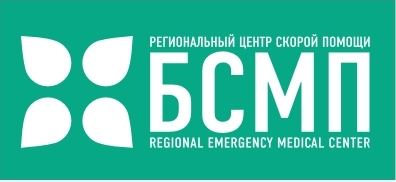 РЕГИОНАЛЬНЫЙ ЦЕНТР СКОРОЙ ПОМОЩИ
БСМП
REGIONAL EMERGENCY MEDICAL CENTER